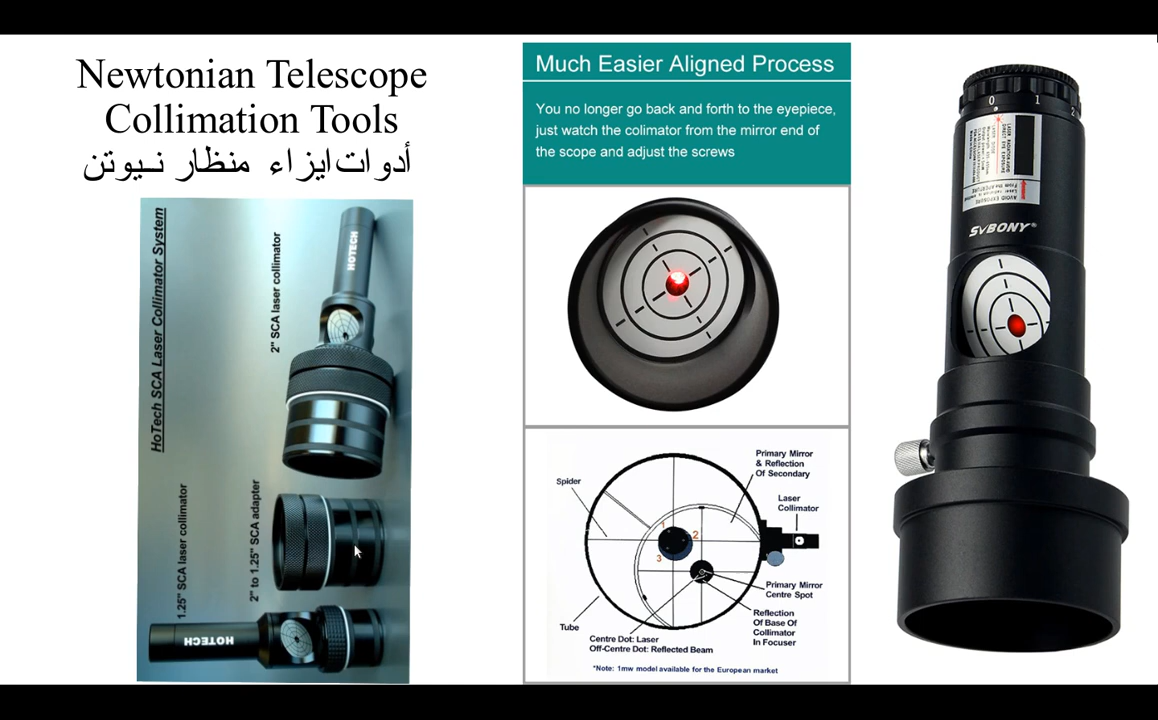 Newtonian Telescope
Collimation Tools
أدوات ايزاء منظار نـيوتن
HoTech SCA Laser Collimator System
2" SCA laser collimator
HOTECH
1.25" SCA laser collimator
2" to 1.25" SCA adapter
HOTECH
Much Easier Aligned Process
You no longer go back and forth to the eyepiece,
just watch the colimator from the mirror end of
the scope and adjust the screws
Spider
Primary Mirror
& Reflection
Of Secondary
Laser
Collimator
1
2
3
Primary Mirror
Centre Spot
Reflection
Of Base Of
Collimator
In Focuser
Tube
Centre Dot: Laser
Off-Centre Dot: Reflected Beam
*Note: 1mw model available for the European market
0 1 2
AVOID EXPOSURE
SVBONY®